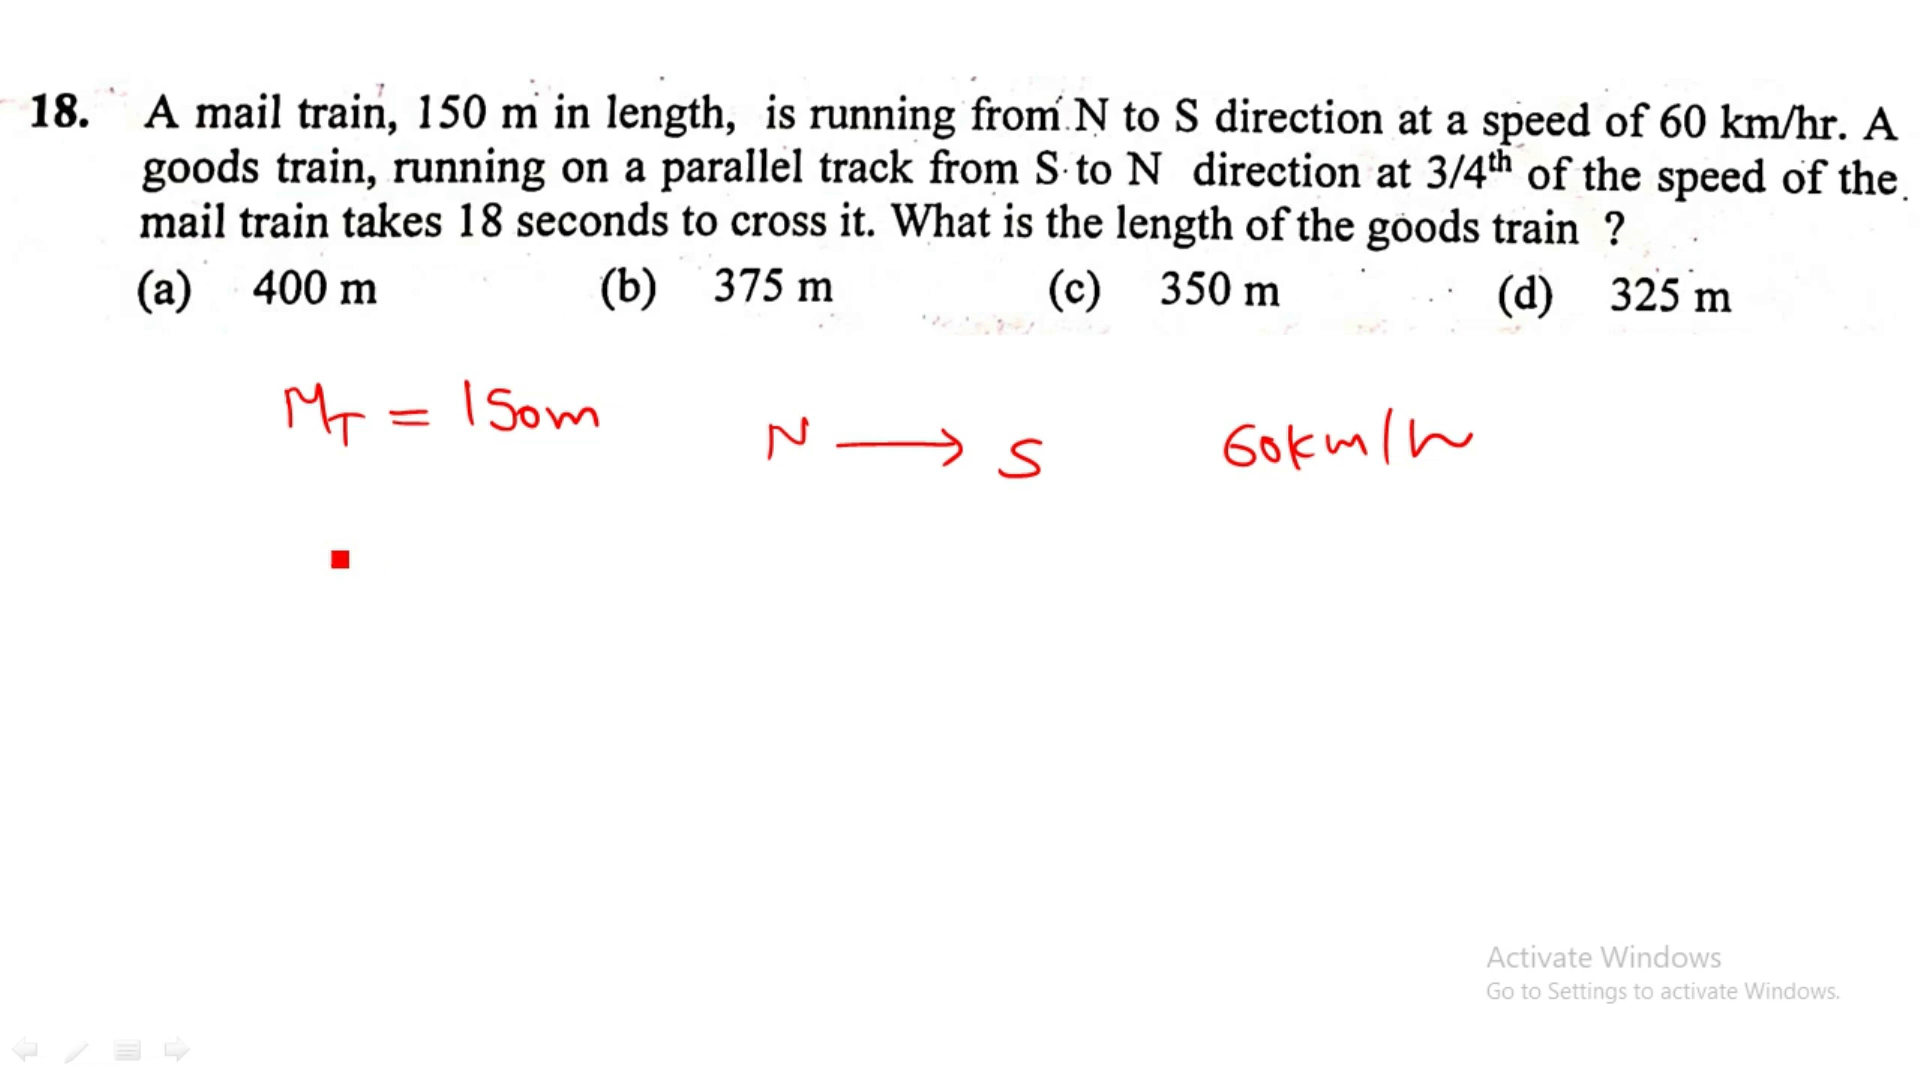 18. A mail train, 150 m in length, is running from N to S direction at a speed of 60 km/hr. A
goods train, running on a parallel track from S to N direction at 3/4th of the speed of the
mail train takes 18 seconds to cross it. What is the length of the goods train ?
(a) 400 m (b) 375 m (c) 350 m (d) 325 m
MT = 150m N → S 60km/h
Activate Windows
Go to Settings to activate Windows.